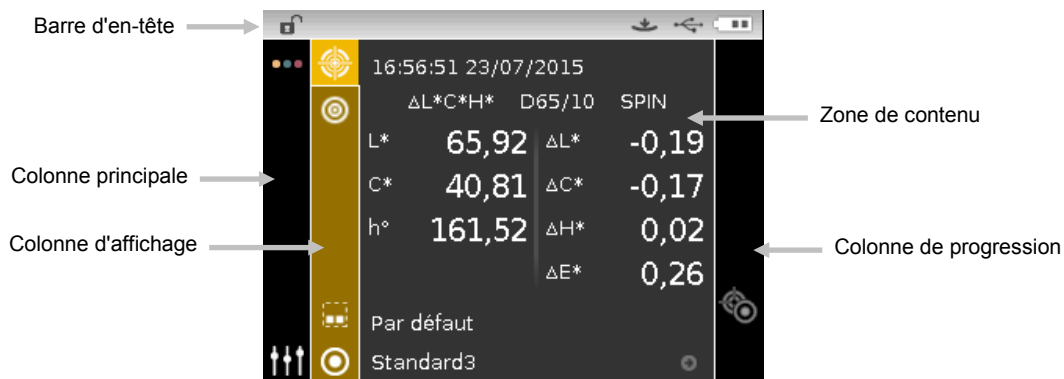 Barre d'en-tête
16:56:51 23/07/2015
ΔL*C*H* D65/10 SPIN
Zone de contenu
L* 65,92 ΔL* -0,19
Colonne principale
C* 40,81 ΔC* -0,17
h° 161,52 ΔH* 0,02
Colonne d'affichage
Colonne de progression
ΔE* 0,26
Par défaut
Standard3